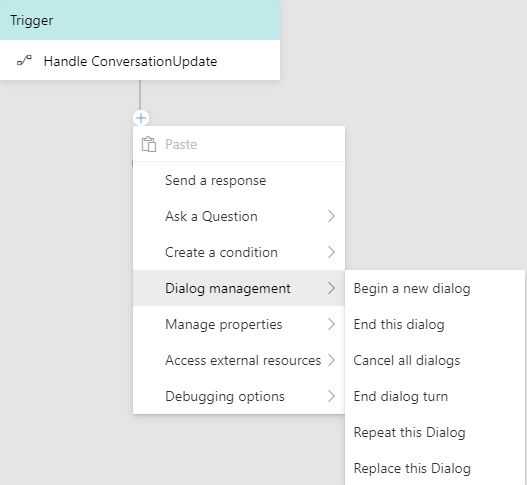 Trigger
Handle ConversationUpdate
Paste
Send a response
Ask a Question
Create a condition
Dialog management
Manage properties
Access external resources
Debugging options
Begin a new dialog
End this dialog
Cancel all dialogs
End dialog turn
Repeat this Dialog
Replace this Dialog